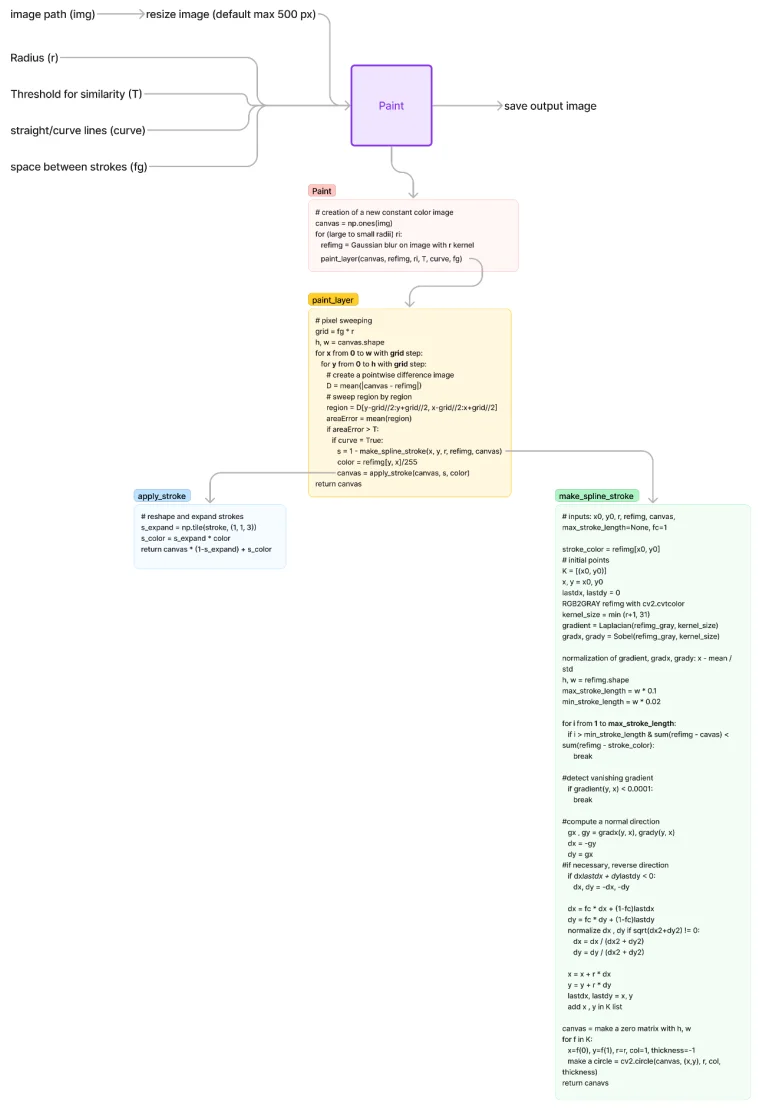 image path (img)
resize image (default max 500 px)
Radius (r)
Threshold for similarity (T)
straight/curve lines (curve)
space between strokes (fg)
Paint
save output image
Paint
# creation of a new constant color image
canvas = np.ones(img)
for (large to small radii) ri:
refimg = Gaussian blur on image with r kernel
paint_layer(canvas, refimg, ri, T, curve, fg)
paint_layer
# pixel sweeping
grid = fg * r
h, w = canvas.shape
for x from 0 to w with grid step:
for y from 0 to h with grid step:
# create a pointwise difference image
D = mean(|canvas - refimg|)
# sweep region by region
region = D[y-grid//2:y+grid//2, x-grid//2:x+grid//2]
areaError = mean(region)
if areaError > T:
if curve = True:
s = 1 - make_spline_stroke(x, y, r, refimg, canvas)
color = refimg[y, x]/255
canvas = apply_stroke(canvas, s, color)
return canvas
apply_stroke
# reshape and expand strokes
s_expand = np.tile(stroke, (1, 1, 3))
s_color = s_expand * color
return canvas * (1-s_expand) + s_color
make_spline_stroke
# inputs: x0, y0, r, refimg, canvas,
max_stroke_length=None, fc=1
stroke_color = refimg[x0, y0]
# initial points
K = [(x0, y0)]
x, y = x0, y0
lastdx, lastdy = 0
RGB2GRAY refimg with cv2.cvtcolor
kernel_size = min (r+1, 31)
gradient = Laplacian(refimg_gray, kernel_size)
gradx, grady = Sobel(refimg_gray, kernel_size)
normalization of gradient, gradx, grady: x - mean /
std
h, w = refimg.shape
max_stroke_length = w * 0.1
min_stroke_length = w * 0.02
for i from 1 to max_stroke_length:
if i > min_stroke_length & sum(refimg - cavas) <
sum(refimg - stroke_color):
break
#detect vanishing gradient
if gradient(y, x) < 0.0001:
break
#compute a normal direction
gx , gy = gradx(y, x), grady(y, x)
dx = -gy
dy = gx
#if necessary, reverse direction
if dxlastdx + dylastdy < 0:
dx, dy = -dx, -dy
dx = fc * dx + (1-fc)lastdx
dy = fc * dy + (1-fc)lastdy
normalize dx , dy if sqrt(dx2+dy2) != 0:
dx = dx / (dx2 + dy2)
dy = dy / (dx2 + dy2)
x = x + r * dx
y = y + r * dy
lastdx, lastdy = x, y
add x , y in K list
canvas = make a zero matrix with h, w
for f in K:
x=f(0), y=f(1), r=r, col=1, thickness=-1
make a circle = cv2.circle(canvas, (x,y), r, col,
thickness)
return canavs